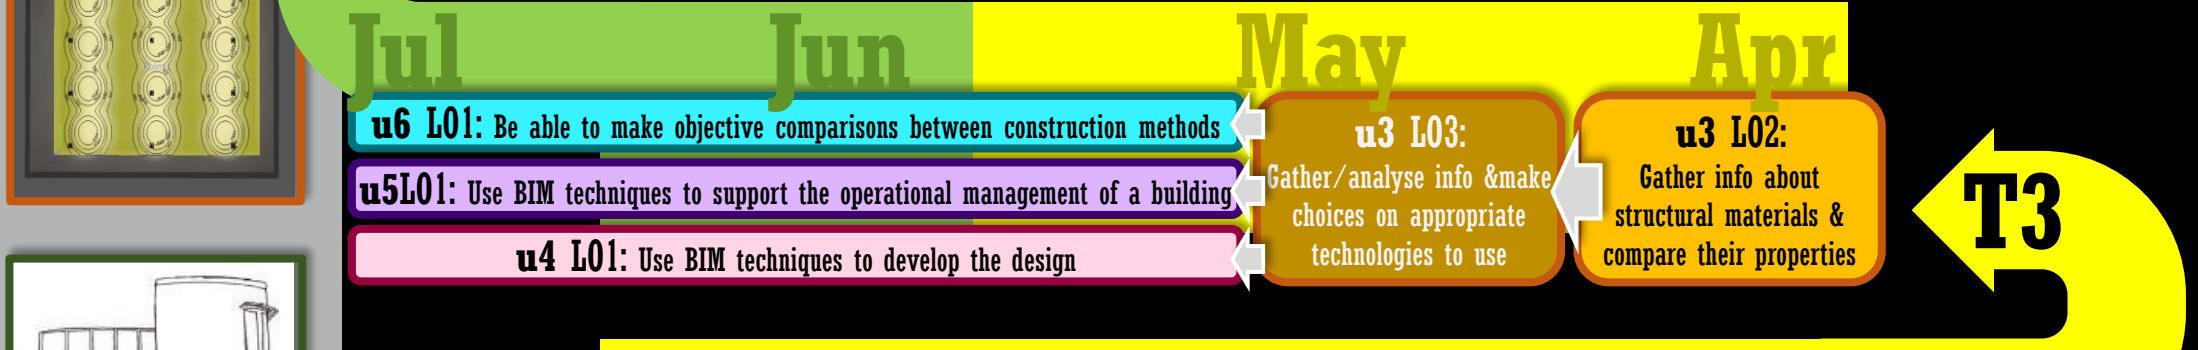 Jul Jun May Apr
u6 LO1: Be able to make objective comparisons between construction methods
u5LO1: Use BIM techniques to support the operational management of a building
u4 LO1: Use BIM techniques to develop the design
u3 LO3:
Gather/analyse info &make
choices on appropriate
technologies to use
u3 LO2:
Gather info about
structural materials &
compare their properties
T3